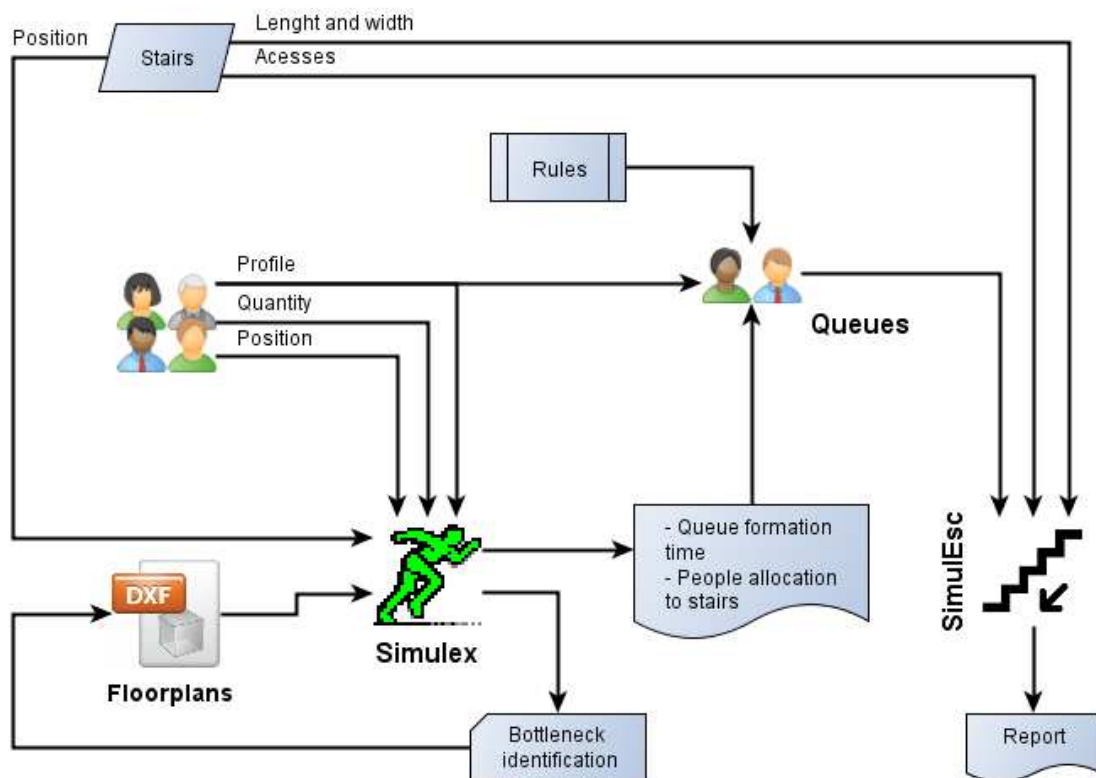 Position
Stairs
Lenght and width
Acesses
Rules
Profile
Quantity
Position
Queues
- Queue formation
time
- People allocation
to stairs
SimulEsc
DXF
Floorplans
Simulex
Bottleneck
identification
Report